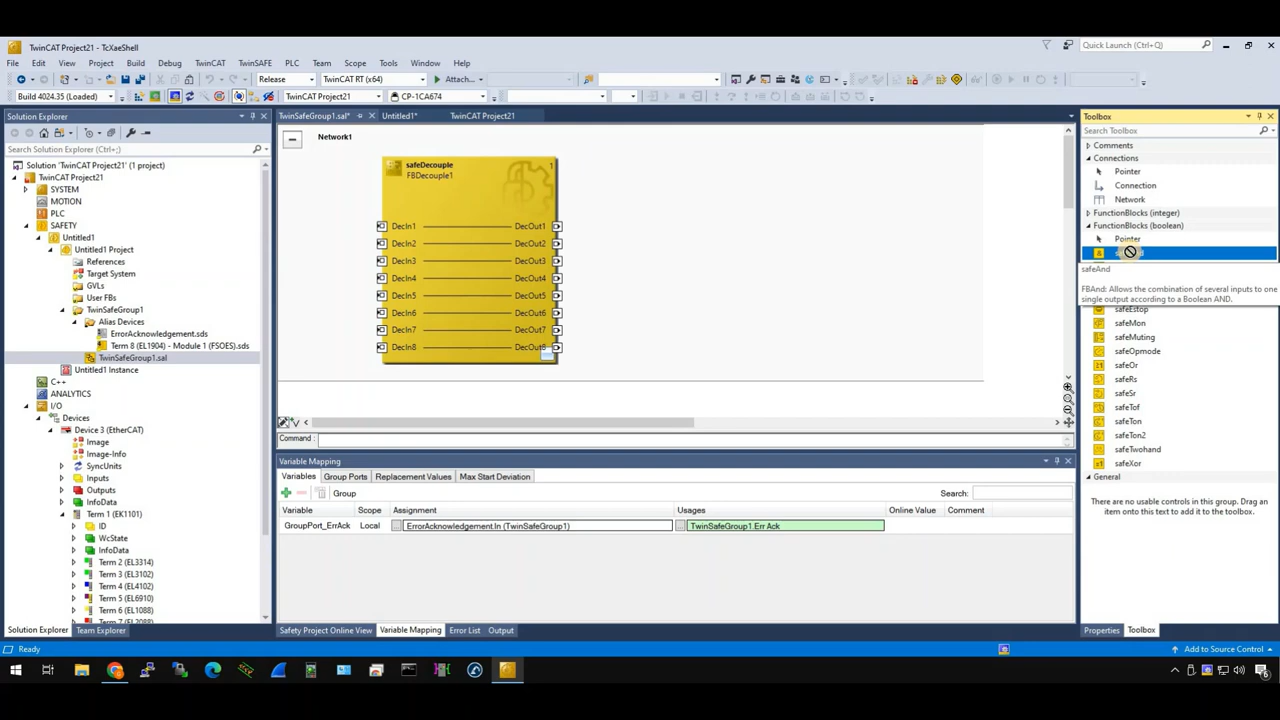 TwinCAT Project21 - TcXaeShell
Quick Launch (Ctrl+Q)
File Edit View Project Build Debug TwinCAT TwinSAFE PLC Team Scope Tools Window Help
Release TwinCAT RT (x64) Attach...
Build 4024.35 (Loaded) TwinCAT Project21 CP-1CA674
Solution Explorer
Search Solution Explorer (Ctrl+;)
Solution 'TwinCAT Project21' (1 project)
TwinCAT Project21
SYSTEM
MOTION
PLC
SAFETY
Untitled1
Untitled1 Project
References
Target System
GVLs
User FBs
TwinSafeGroup1
Alias Devices
ErrorAcknowledgement.sds
Term 8 (EL1904) - Module 1 (FSOES).sds
TwinSafeGroup1.sal
Untitled1 Instance
C++
ANALYTICS
I/O
Devices
Device 3 (EtherCAT)
Image
Image-Info
SyncUnits
Inputs
Outputs
InfoData
Term 1 (EK1101)
ID
WcState
InfoData
Term 2 (EL3314)
Term 3 (EL3102)
Term 4 (EL4102)
Term 5 (EL6910)
Term 6 (EL1088)
Term 7 (EL2088)
Solution Explorer Team Explorer
TwinSafeGroup1.sal* Untitled1* TwinCAT Project21
Network1
safeDecouple 1
FBDecouple1
DecIn1 DecOut1
DecIn2 DecOut2
DecIn3 DecOut3
DecIn4 DecOut4
DecIn5 DecOut5
DecIn6 DecOut6
DecIn7 DecOut7
DecIn8 DecOut8
Command :
Variable Mapping
Variables Group Ports Replacement Values Max Start Deviation
Group Search:
Variable Scope Assignment Usages Online Value Comment
GroupPort_ErrAck Local ErrorAcknowledgement.In (TwinSafeGroup1) TwinSafeGroup1.Err Ack
Safety Project Online View Variable Mapping Error List Output
Toolbox
Search Toolbox
Comments
Connections
Pointer
Connection
Network
FunctionBlocks (integer)
FunctionBlocks (boolean)
Pointer
safeAnd
FBAnd: Allows the combination of several inputs to one
single output according to a Boolean AND.
safeEstop
safeMon
safeMuting
safeOpmode
safeOr
safeRs
safeSr
safeTof
safeTon
safeTon2
safeTwohand
safeXor
General
There are no usable controls in this group. Drag an
item onto this text to add it to the toolbox.
Properties Toolbox
Ready Add to Source Control
6